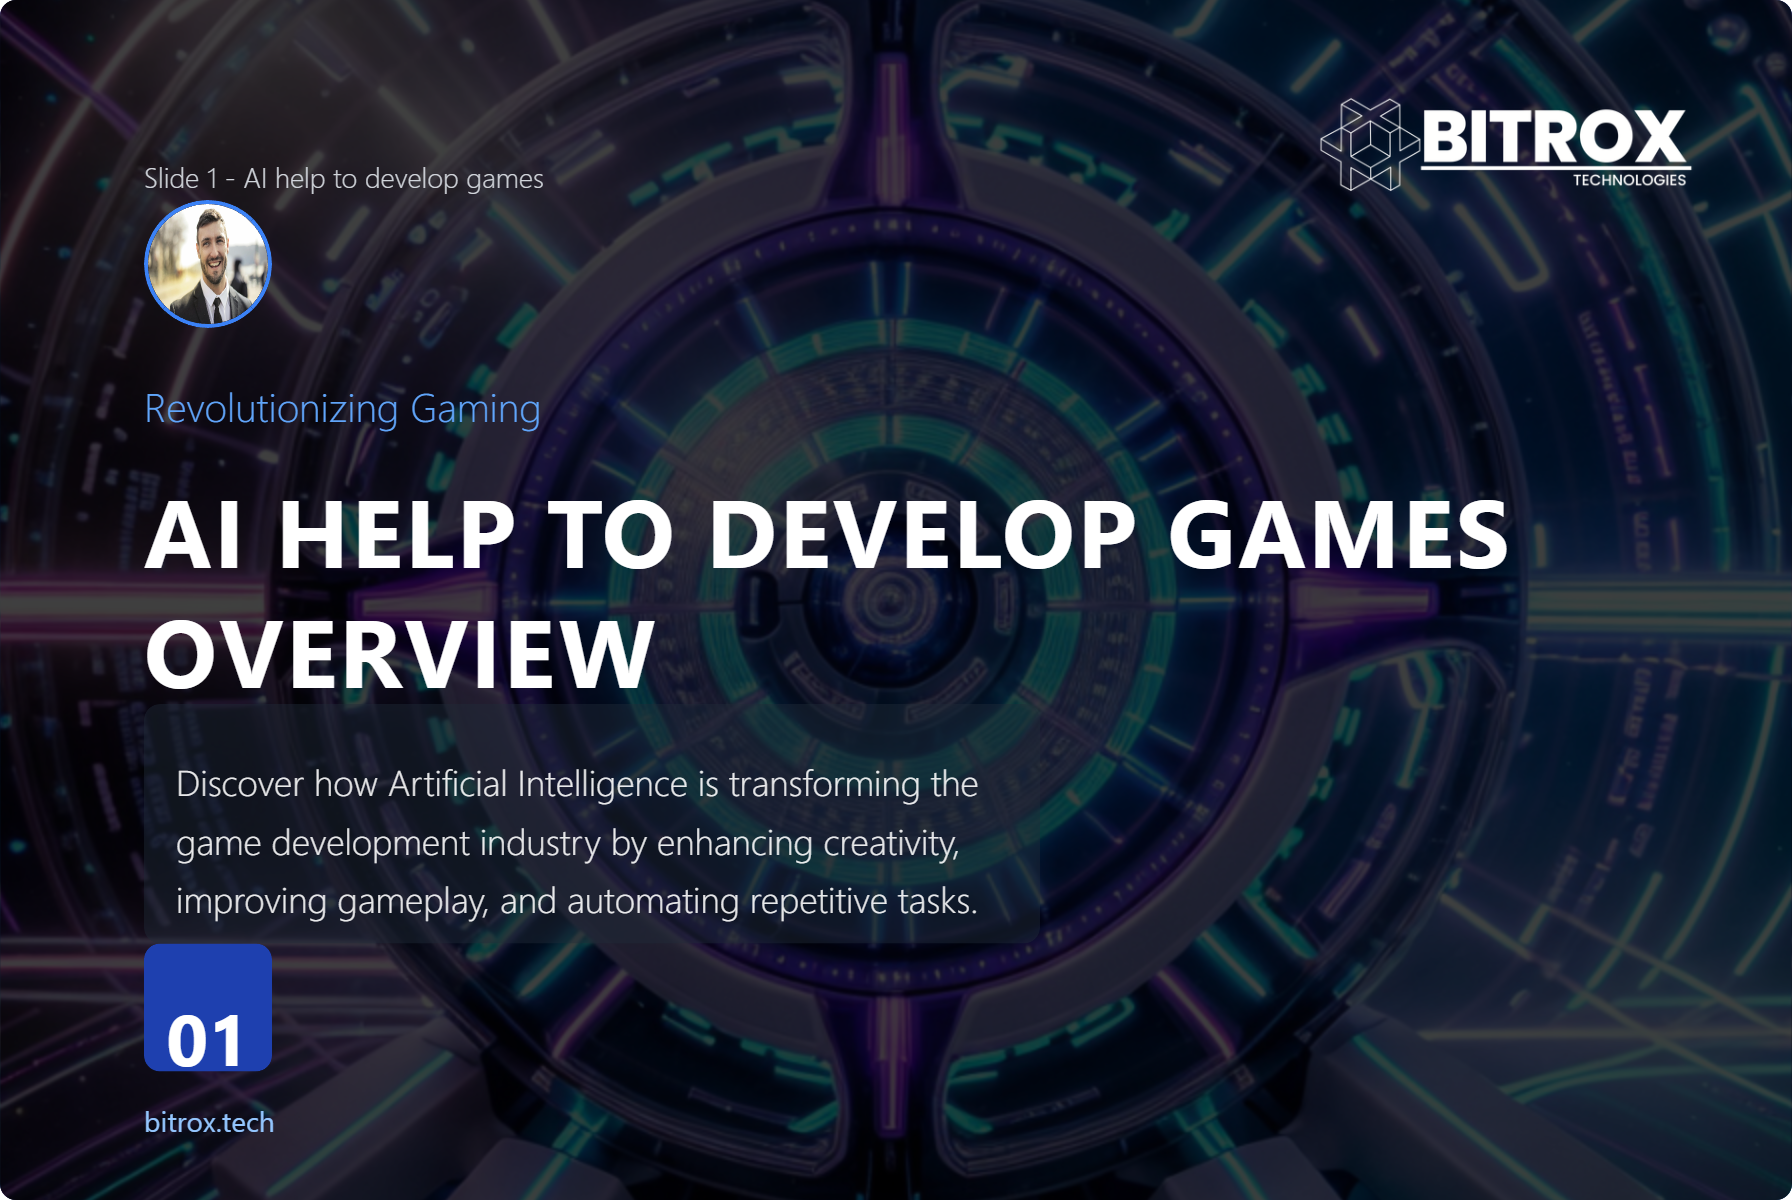 BITROX
TECHNOLOGIES
Slide 1 - AI help to develop games
Revolutionizing Gaming
AI HELP TO DEVELOP GAMES
OVERVIEW
Discover how Artificial Intelligence is transforming the
game development industry by enhancing creativity,
improving gameplay, and automating repetitive tasks.
01
bitrox.tech